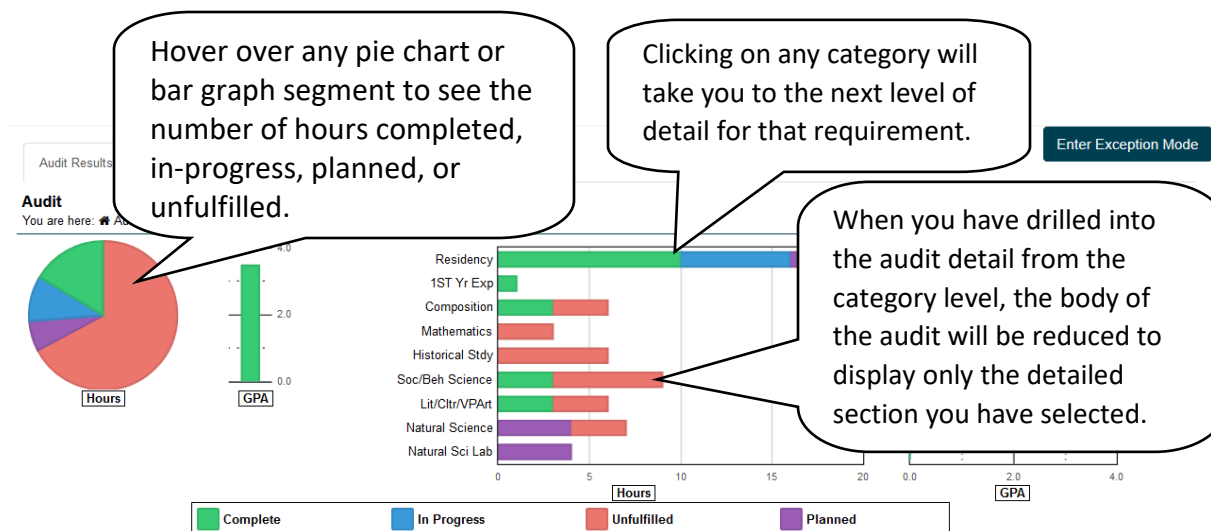 Hover over any pie chart or
bar graph segment to see the
number of hours completed,
in-progress, planned, or
unfulfilled.
Clicking on any category will
take you to the next level of
detail for that requirement.
Enter Exception Mode
Audit Results
Audit
You are here:
When you have drilled into
the audit detail from the
category level, the body of
the audit will be reduced to
display only the detailed
section you have selected.
4.0
2.0
0.0
Hours
GPA
Residency
1ST Yr Exp
Composition
Mathematics
Historical Stdy
Soc/Beh Science
Lit/Cltr/VPArt
Natural Science
Natural Sci Lab
0 5 10 15 20
Hours
0.0 2.0 4.0
GPA
Complete In Progress Unfulfilled Planned